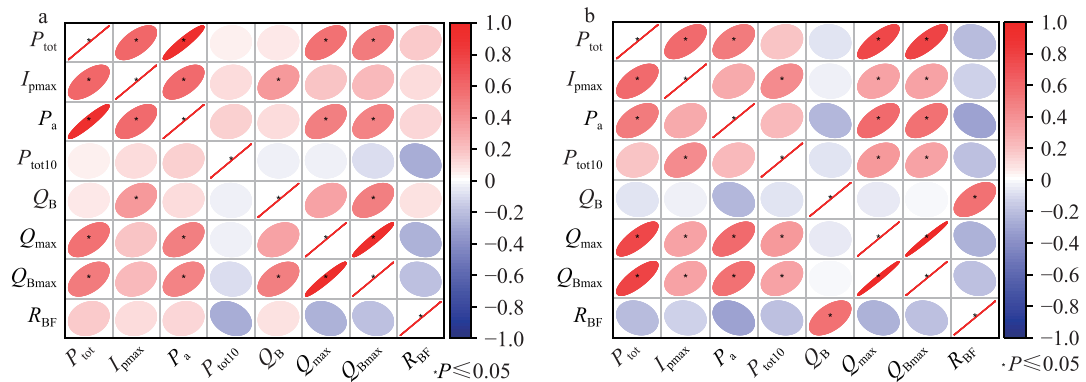 a
P_tot
I_pmax
P_a
P_tot10
Q_B
Q_max
Q_Bmax
R_BF
P_tot
I_pmax
P_a
P_tot10
Q_B
Q_max
Q_Bmax
R_BF
1.0
0.8
0.6
0.4
0.2
0
−0.2
−0.4
−0.6
−0.8
−1.0
·P≤0.05
b
P_tot
I_pmax
P_a
P_tot10
Q_B
Q_max
Q_Bmax
R_BF
P_tot
I_pmax
P_a
P_tot10
Q_B
Q_max
Q_Bmax
R_BF
1.0
0.8
0.6
0.4
0.2
0
−0.2
−0.4
−0.6
−0.8
−1.0
·P≤0.05